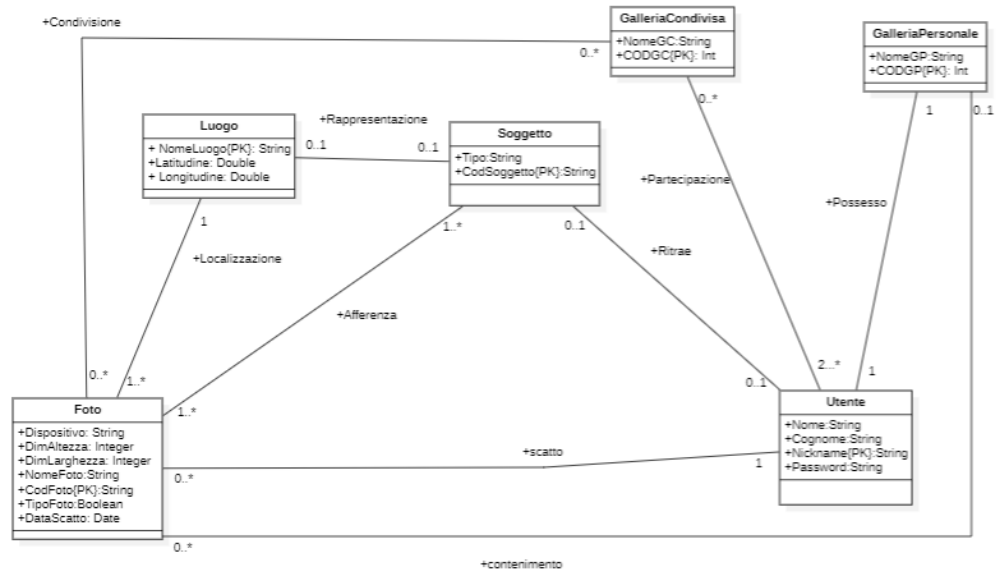 +Condivisione
GalleriaCondivisa
+NomeGC:String
+CODGC{PK}: Int
0..*
GalleriaPersonale
+NomeGP:String
+CODGP{PK}: Int
0..*
1
0..1
Luogo
+ NomeLuogo{PK}: String
+Latitudine: Double
+ Longitudine: Double
+Rappresentazione
0..1
0..1
Soggetto
+Tipo:String
+CodSoggetto{PK}:String
+Partecipazione
+Possesso
1
1..*
0..1
+Localizzazione
+Ritrae
+Afferenza
0..*
1..*
1..*
2...*
1
0..1
Foto
+Dispositivo: String
+DimAltezza: Integer
+DimLarghezza: Integer
+NomeFoto:String
+CodFoto{PK}:String
+TipoFoto:Boolean
+DataScatto: Date
Utente
+Nome:String
+Cognome:String
+Nickname{PK}:String
+Password:String
+scatto
0..*
1
0..*
+contenimento